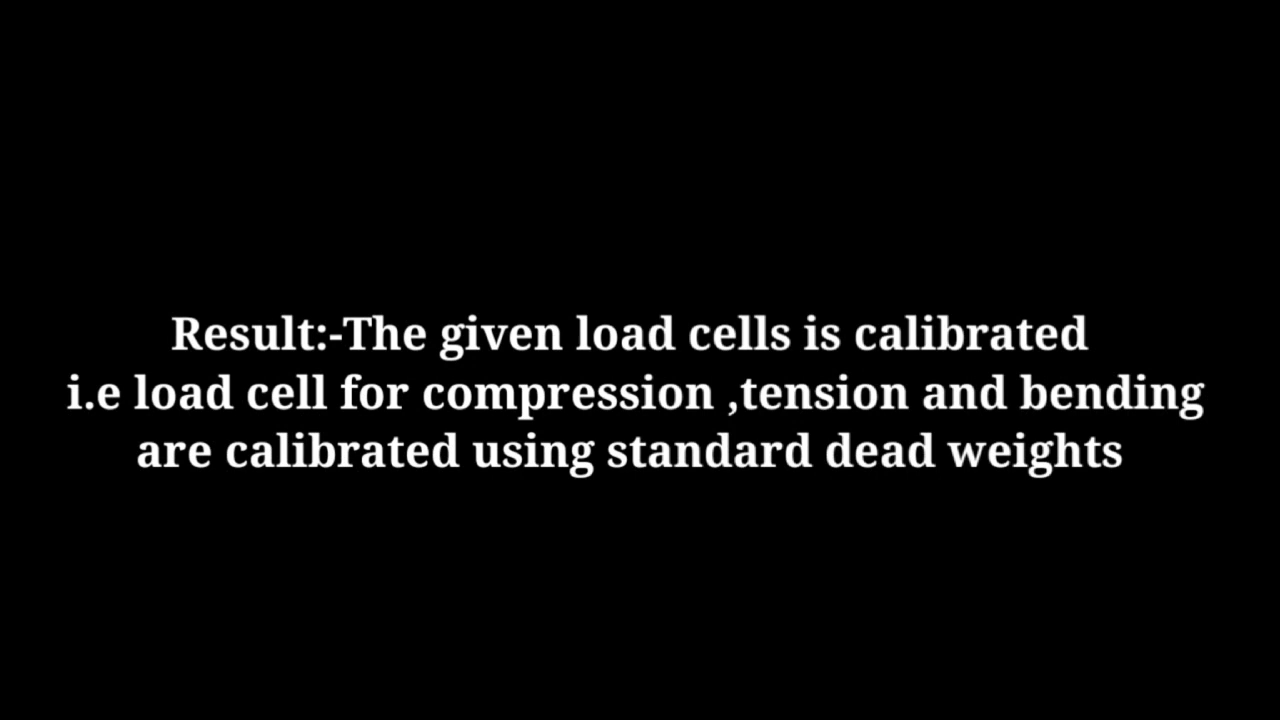 Result:-The given load cells is calibrated
i.e load cell for compression ,tension and bending
are calibrated using standard dead weights